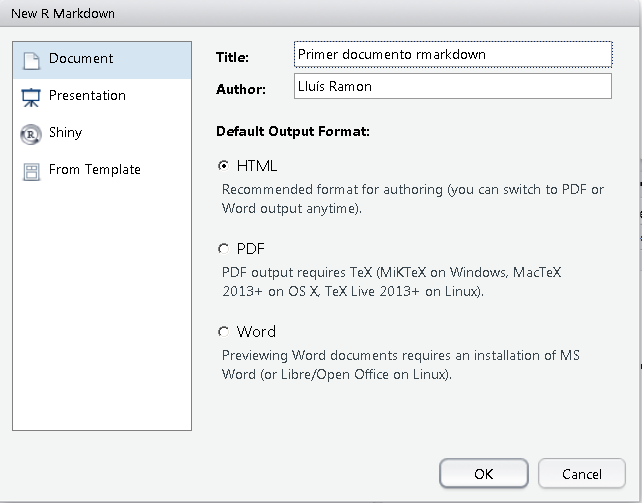 New R Markdown
Document
Presentation
Shiny
From Template
Title: Primer documento rmarkdown
Author: Lluís Ramon
Default Output Format:
HTML
Recommended format for authoring (you can switch to PDF or
Word output anytime).
PDF
PDF output requires TeX (MiKTeX on Windows, MacTeX
2013+ on OS X, TeX Live 2013+ on Linux).
Word
Previewing Word documents requires an installation of MS
Word (or Libre/Open Office on Linux).
OK Cancel